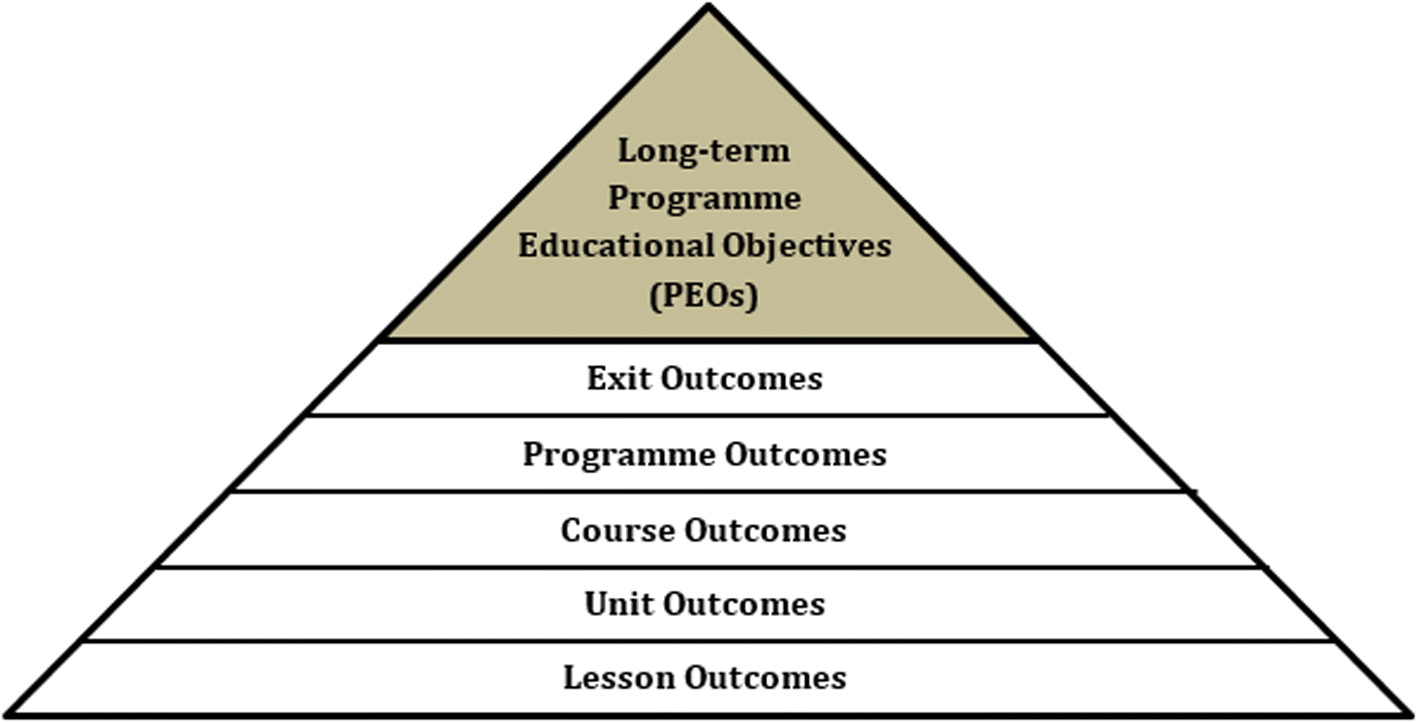 Long-term
Programme
Educational Objectives
(PEOs)
Exit Outcomes
Programme Outcomes
Course Outcomes
Unit Outcomes
Lesson Outcomes